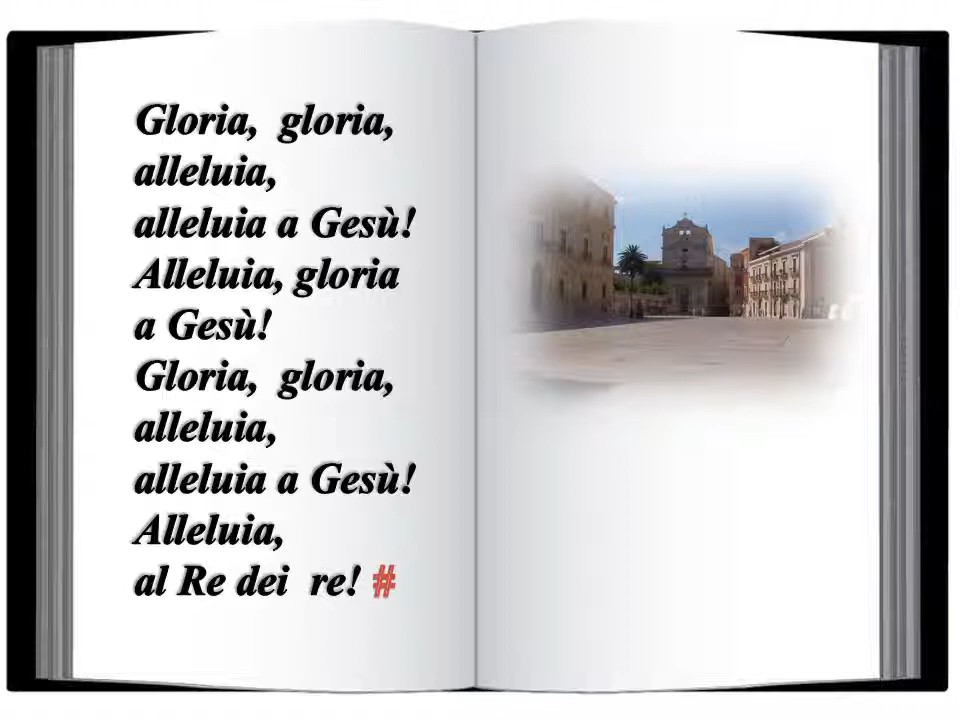 Gloria, gloria,
alleluia,
alleluia a Gesù!
Alleluia, gloria
a Gesù!
Gloria, gloria,
alleluia,
alleluia a Gesù!
Alleluia,
al Re dei re! #